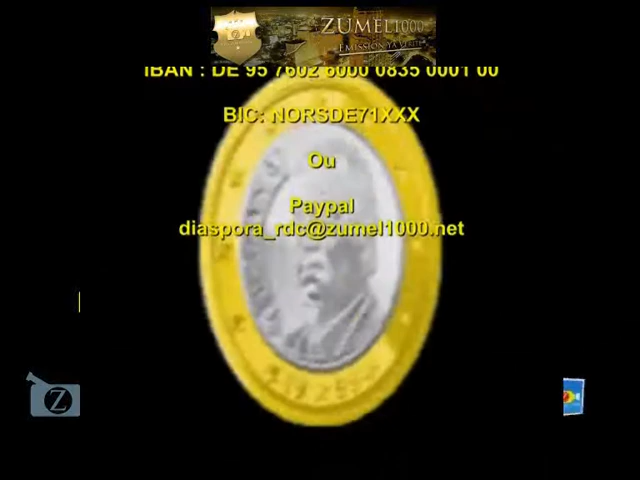 ZUMEL1000
EMISSION YA VERITE
IBAN : DE 95 7602 6000 0835 0001 00
BIC: NORSDE71XXX
Ou
Paypal
diaspora_rdc@zumel1000.net
Z